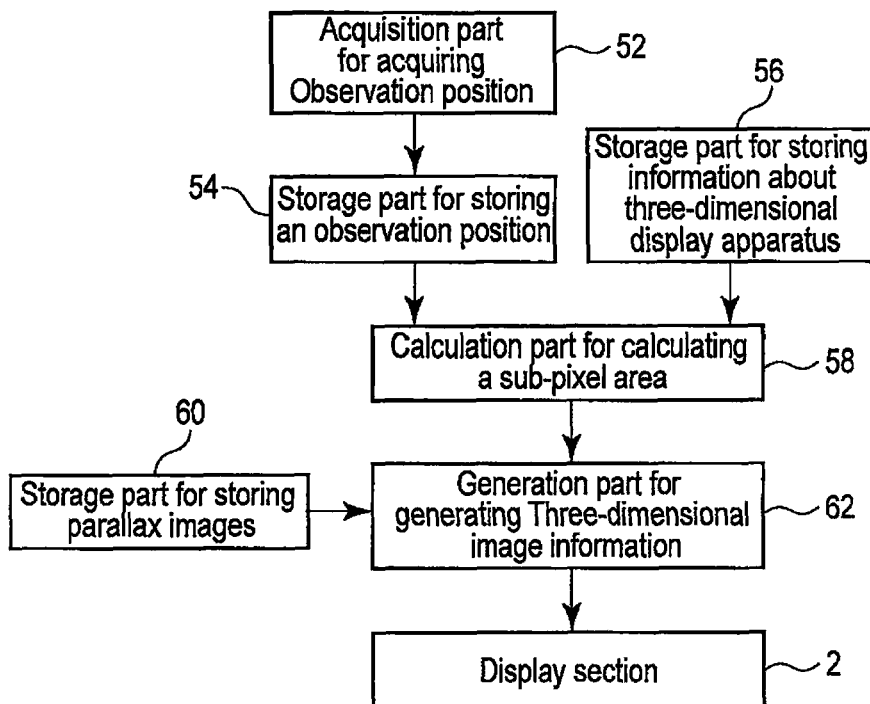 Acquisition part
for acquiring
Observation position
52
56
Storage part for storing
information about
three-dimensional
display apparatus
54
Storage part for storing
an observation position
Calculation part for calculating
a sub-pixel area
58
60
Storage part for storing
parallax images
Generation part for
generating Three-dimensional
image information
62
Display section
2